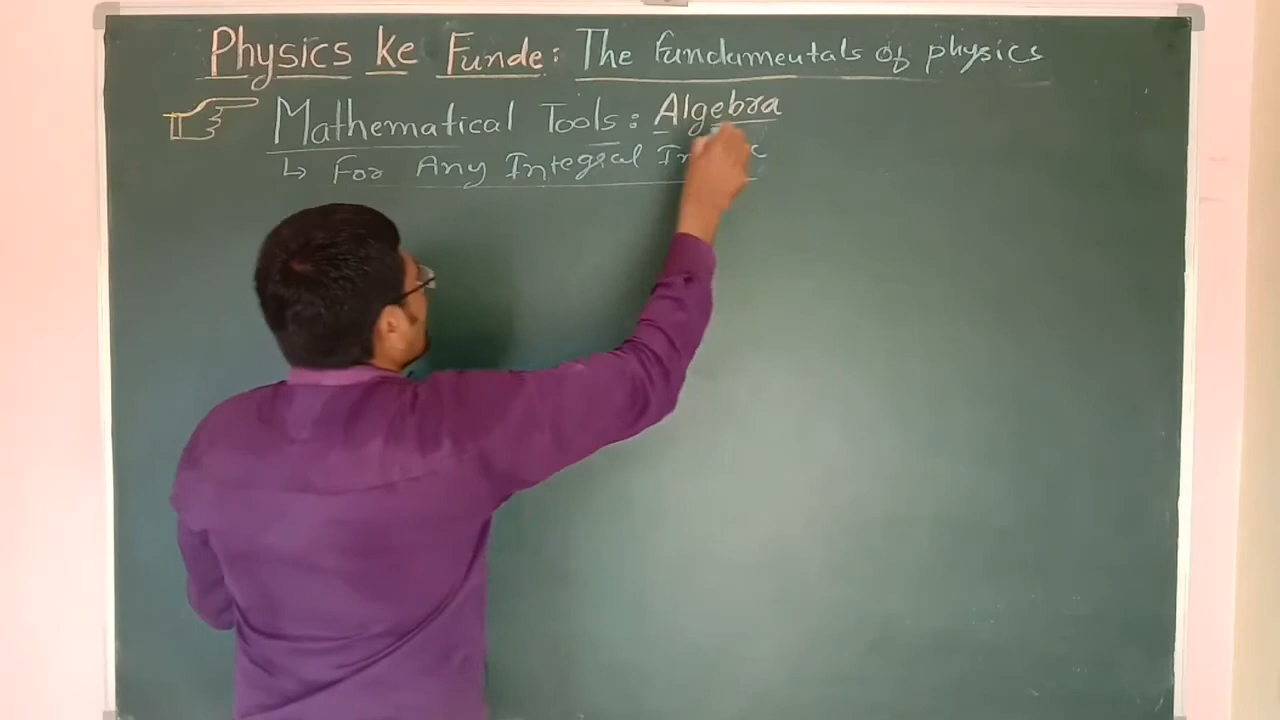 Physics Ke Funde: The fundamentals of physics
Mathematical Tools: Algebra
↳ For Any Integral